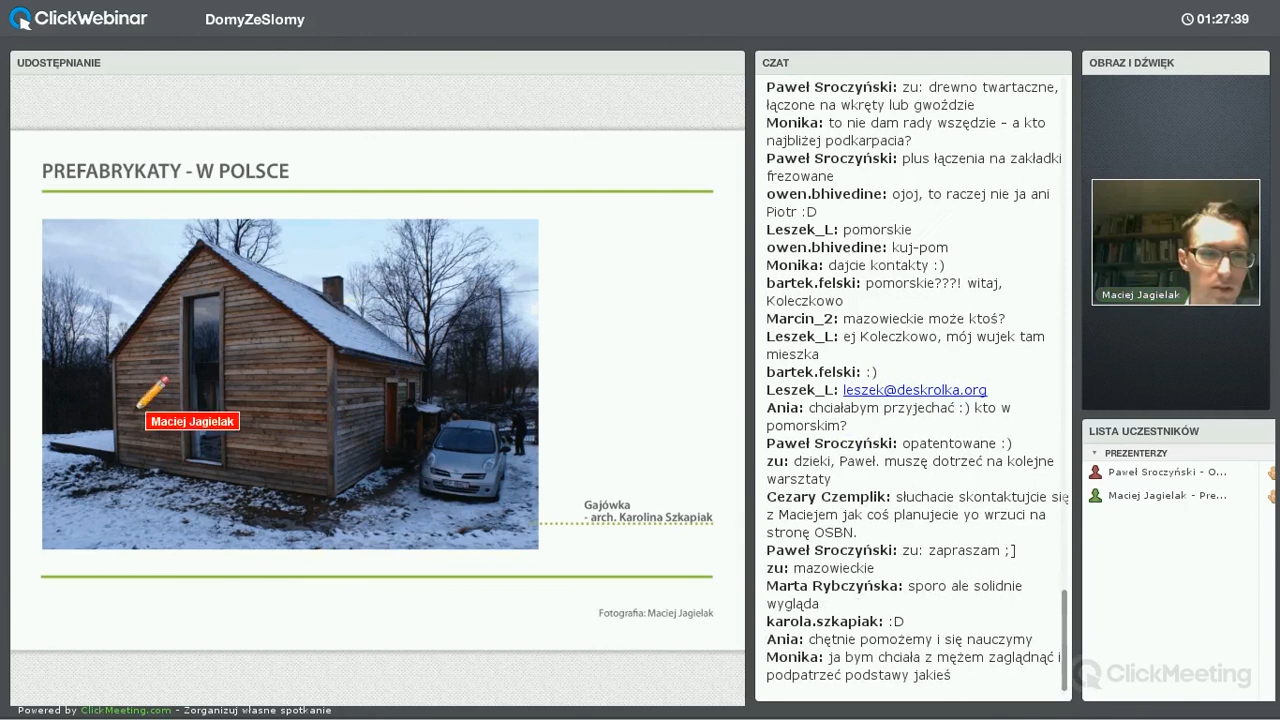 ClickWebinar
DomyZeSlomy
01:27:39
UDOSTĘPNIANIE
PREFABRYKATY - W POLSCE
Maciej Jagielak
Gajówka
- arch. Karolina Szkapiak
Fotografia: Maciej Jagielak
CZAT
Paweł Sroczyński: zu: drewno twartaczne,
łączone na wkręty lub gwoździe
Monika: to nie dam rady wszędzie - a kto
najbliżej podkarpacia?
Paweł Sroczyński: plus łączenia na zakładki
frezowane
owen.bhivedine: ojoj, to raczej nie ja ani
Piotr :D
Leszek_L: pomorskie
owen.bhivedine: kuj-pom
Monika: dajcie kontakty :)
bartek.felski: pomorskie???! witaj,
Koleczkowo
Marcin_2: mazowieckie może ktoś?
Leszek_L: ej Koleczkowo, mój wujek tam
mieszka
bartek.felski: :)
Leszek_L: leszek@deskrolka.org
Ania: chciałabym przyjechać :) kto w
pomorskim?
Paweł Sroczyński: opatentowane :)
zu: dzieki, Paweł. muszę dotrzeć na kolejne
warsztaty
Cezary Czemplik: słuchacie skontaktujcie się
z Maciejem jak coś planujecie yo wrzuci na
stronę OSBN.
Paweł Sroczyński: zu: zapraszam ;]
zu: mazowieckie
Marta Rybczyńska: sporo ale solidnie
wygląda
karola.szkapiak: :D
Ania: chętnie pomożemy i się nauczymy
Monika: ja bym chciała z mężem zaglądnąć i
podpatrzeć podstawy jakieś
OBRAZ I DŹWIĘK
Maciej Jagielak
LISTA UCZESTNIKÓW
PREZENTERZY
Paweł Sroczyński - O...
Maciej Jagielak - Pre...
ClickMeeting
Powered by ClickMeeting.com - Zorganizuj własne spotkanie